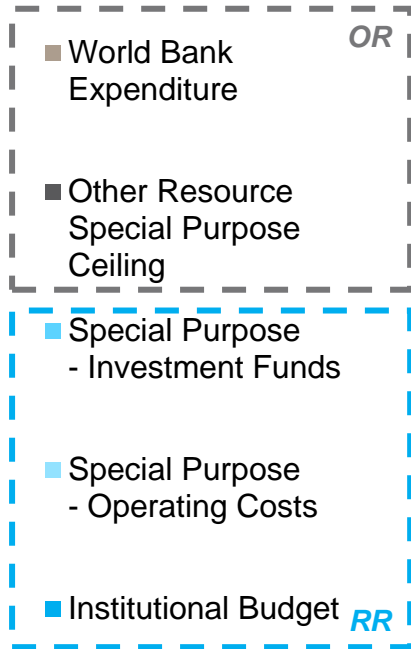 OR
World Bank
Expenditure
Other Resource
Special Purpose
Ceiling
Special Purpose
- Investment Funds
Special Purpose
- Operating Costs
Institutional Budget
RR